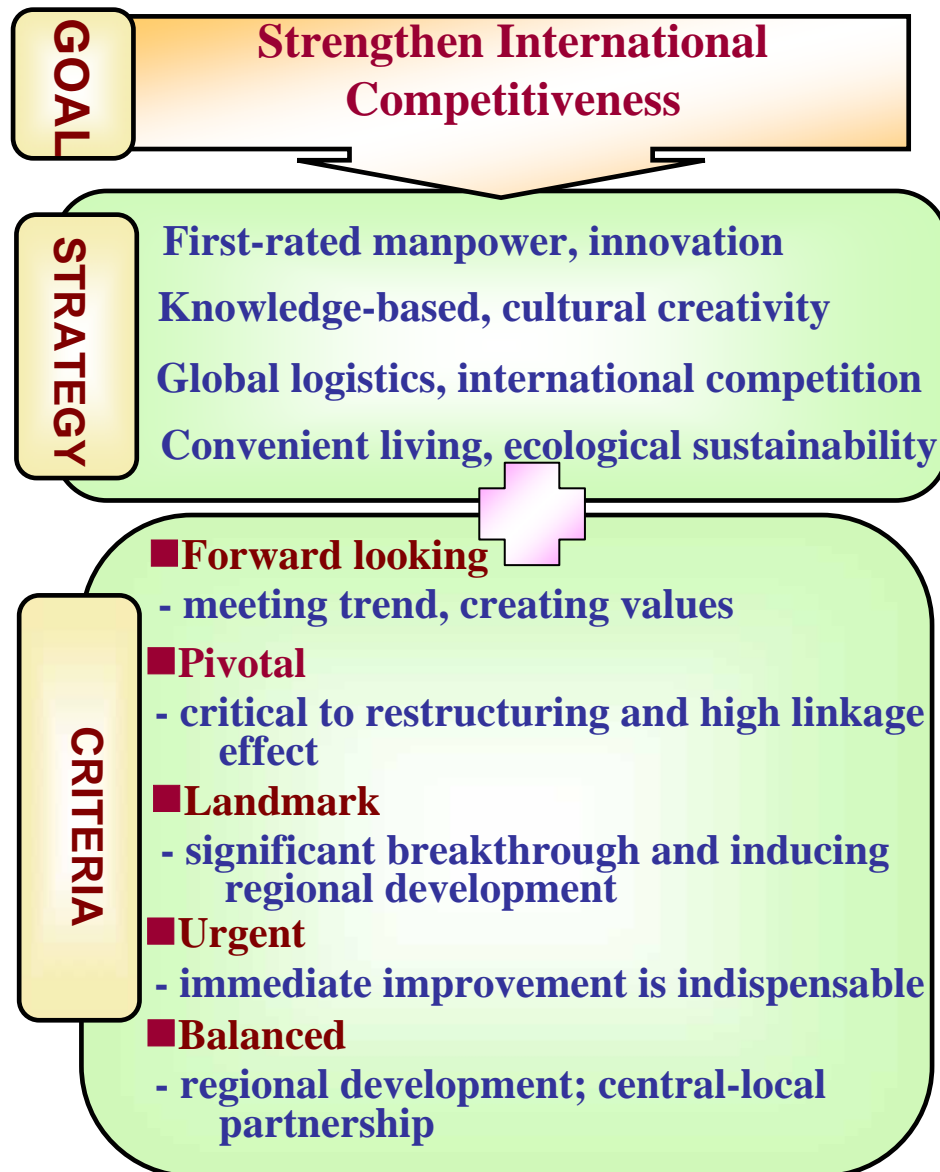 GOAL
Strengthen International
Competitiveness
STRATEGY
First-rated manpower, innovation
Knowledge-based, cultural creativity
Global logistics, international competition
Convenient living, ecological sustainability
CRITERIA
■Forward looking
- meeting trend, creating values
■Pivotal
- critical to restructuring and high linkage
effect
■Landmark
- significant breakthrough and inducing
regional development
■Urgent
- immediate improvement is indispensable
■Balanced
- regional development; central-local
partnership